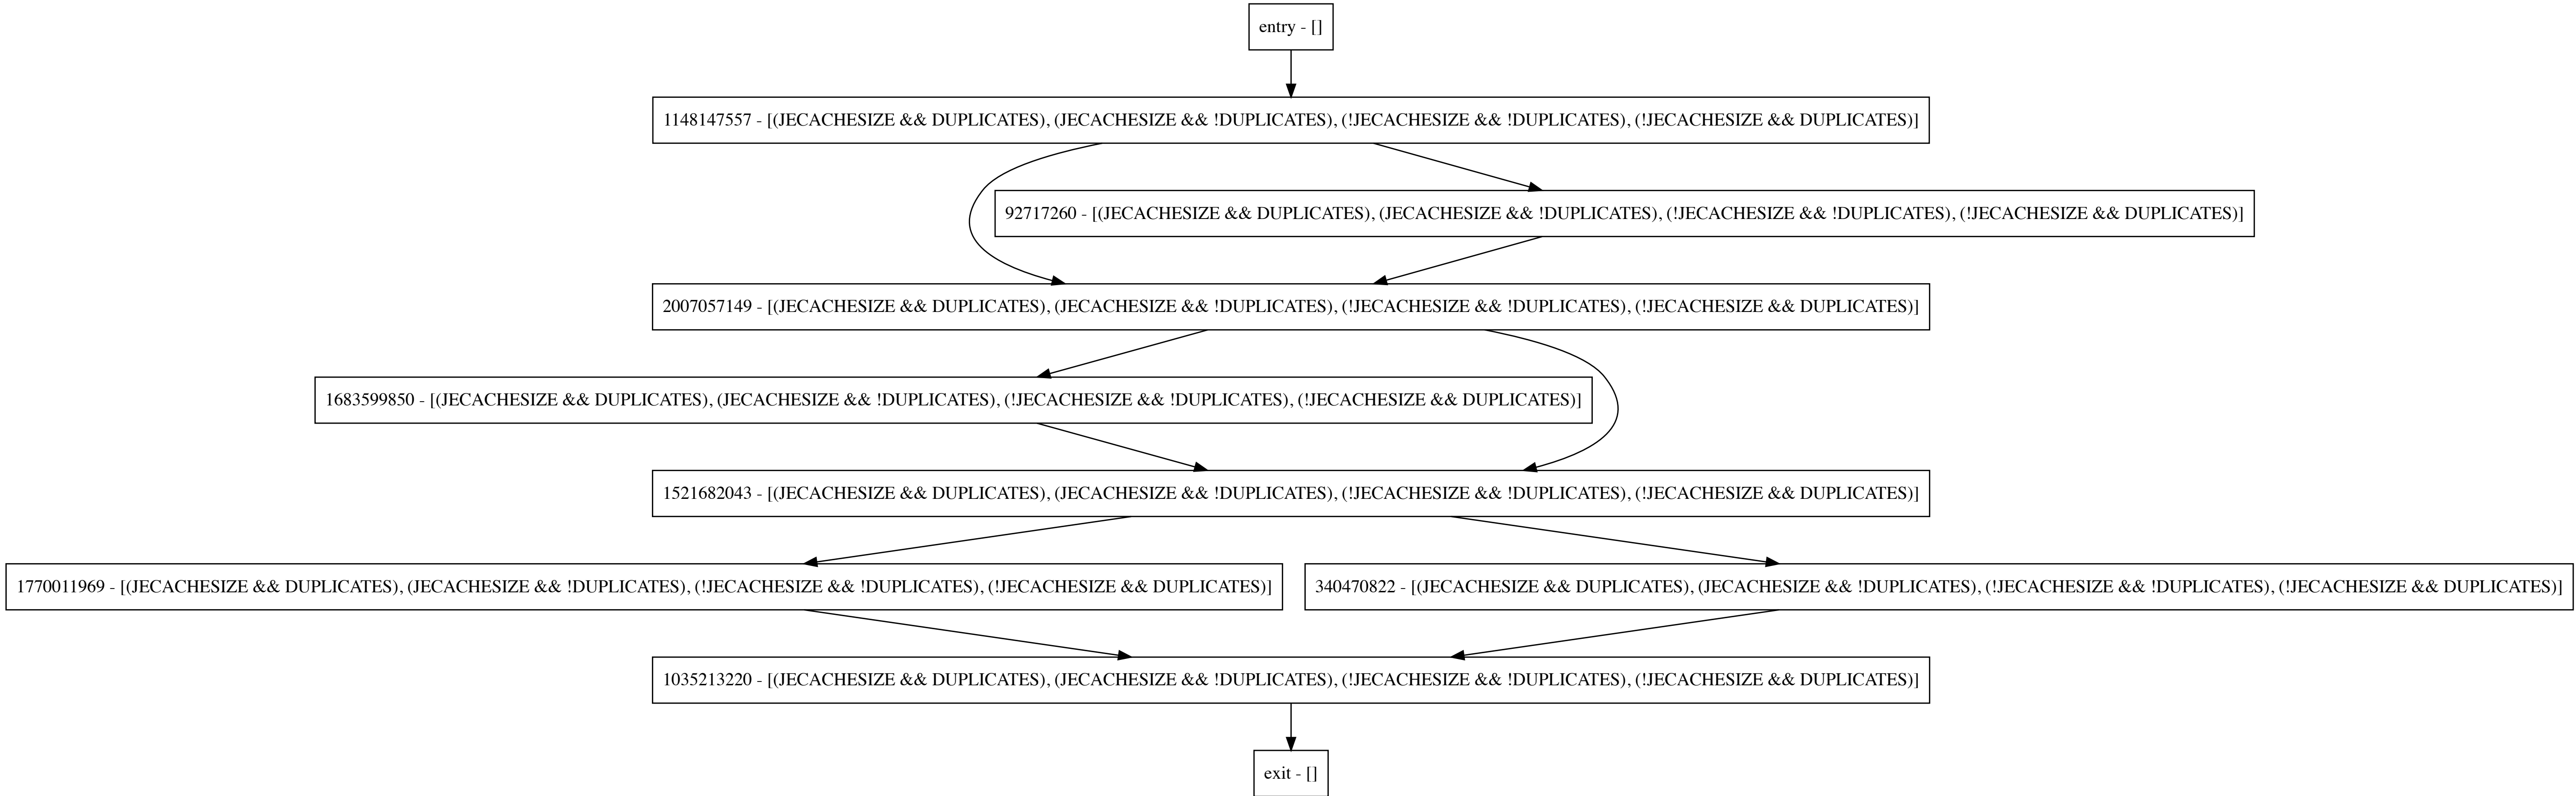 entry - []
1148147557 - [(JECACHESIZE && DUPLICATES), (JECACHESIZE && !DUPLICATES), (!JECACHESIZE && !DUPLICATES), (!JECACHESIZE && DUPLICATES)]
92717260 - [(JECACHESIZE && DUPLICATES), (JECACHESIZE && !DUPLICATES), (!JECACHESIZE && !DUPLICATES), (!JECACHESIZE && DUPLICATES)]
2007057149 - [(JECACHESIZE && DUPLICATES), (JECACHESIZE && !DUPLICATES), (!JECACHESIZE && !DUPLICATES), (!JECACHESIZE && DUPLICATES)]
1683599850 - [(JECACHESIZE && DUPLICATES), (JECACHESIZE && !DUPLICATES), (!JECACHESIZE && !DUPLICATES), (!JECACHESIZE && DUPLICATES)]
1521682043 - [(JECACHESIZE && DUPLICATES), (JECACHESIZE && !DUPLICATES), (!JECACHESIZE && !DUPLICATES), (!JECACHESIZE && DUPLICATES)]
1770011969 - [(JECACHESIZE && DUPLICATES), (JECACHESIZE && !DUPLICATES), (!JECACHESIZE && !DUPLICATES), (!JECACHESIZE && DUPLICATES)]
340470822 - [(JECACHESIZE && DUPLICATES), (JECACHESIZE && !DUPLICATES), (!JECACHESIZE && !DUPLICATES), (!JECACHESIZE && DUPLICATES)]
1035213220 - [(JECACHESIZE && DUPLICATES), (JECACHESIZE && !DUPLICATES), (!JECACHESIZE && !DUPLICATES), (!JECACHESIZE && DUPLICATES)]
exit - []